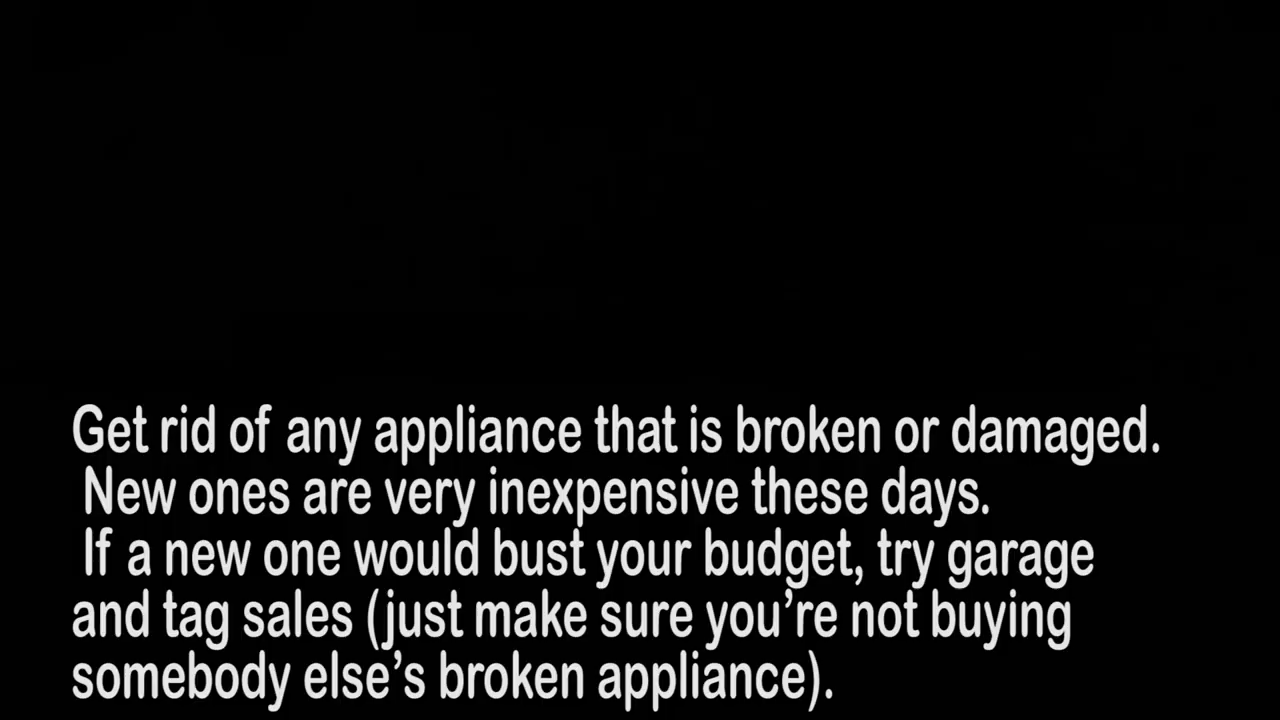 Get rid of any appliance that is broken or damaged.
New ones are very inexpensive these days.
If a new one would bust your budget, try garage
and tag sales (just make sure you’re not buying
somebody else’s broken appliance).